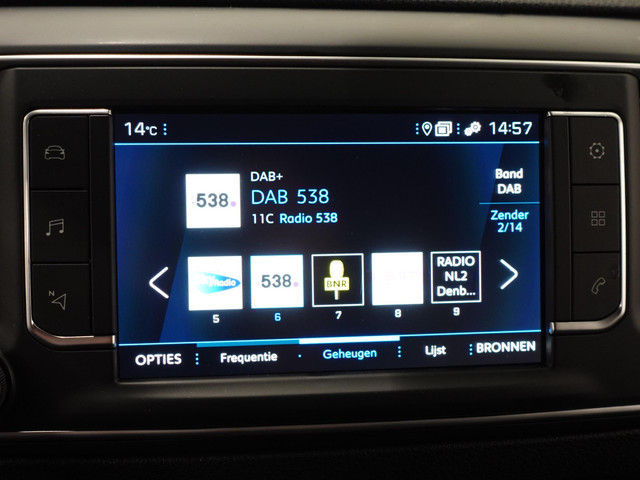 14°C
14:57
DAB+
DAB 538
11C Radio 538
538
Band
DAB
Zender
2/14
Radio
538
BNR
RADIO
NL2
Denb...
5
6
7
8
9
OPTIES
Frequentie
Geheugen
Lijst
BRONNEN
N